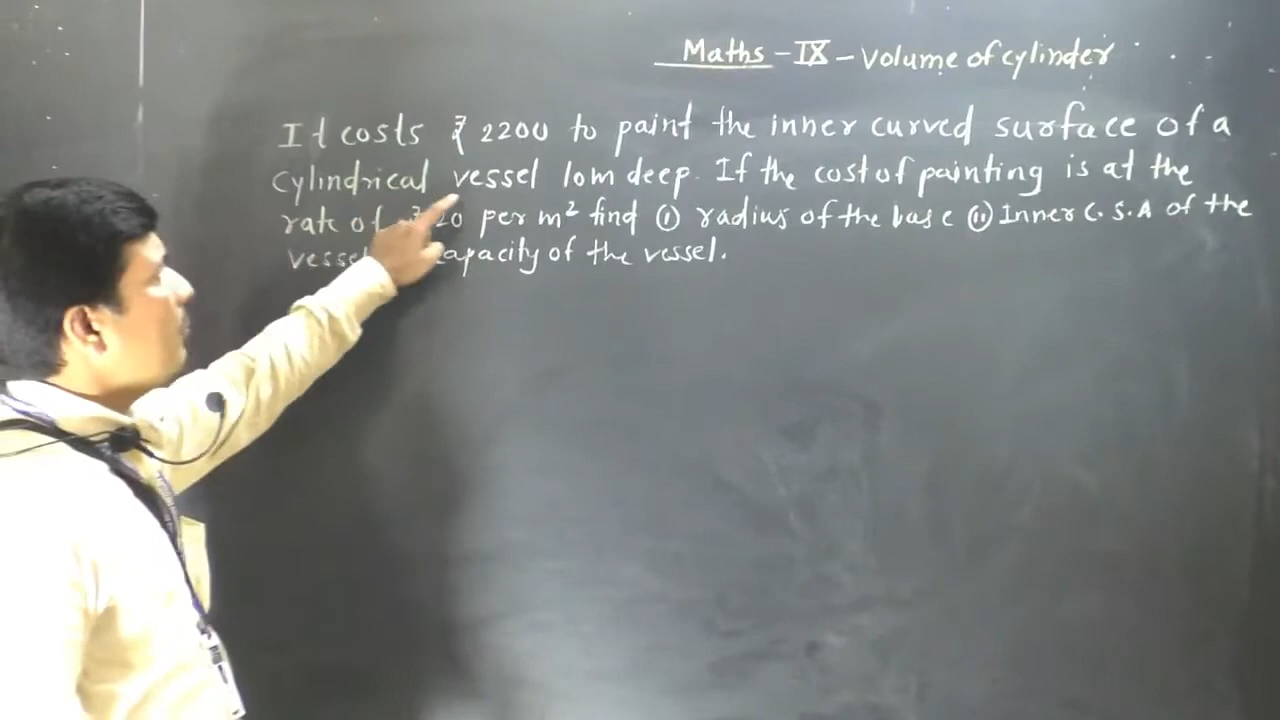 Maths - IX - Volume of cylinder
It costs ₹ 2200 to paint the inner curved surface of a
cylindrical vessel 10m deep. If the cost of painting is at the
rate of ₹20 per m² find (i) radius of the base (ii) Inner C.S.A of the
capacity of the vessel.